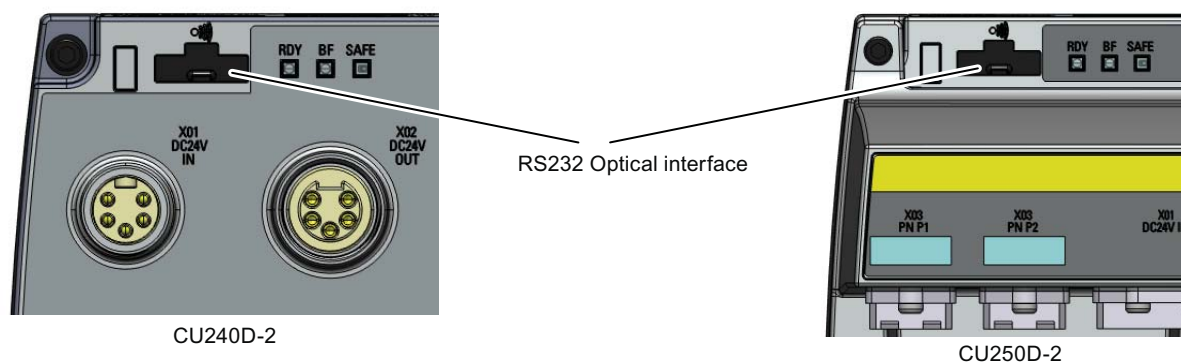 RDY BF SAFE
X01
DC24V
IN
X02
DC24V
OUT
RS232 Optical interface
CU240D-2
RDY BF SAFE
X03
PN P1
X03
PN P2
X01
DC24V I
CU250D-2